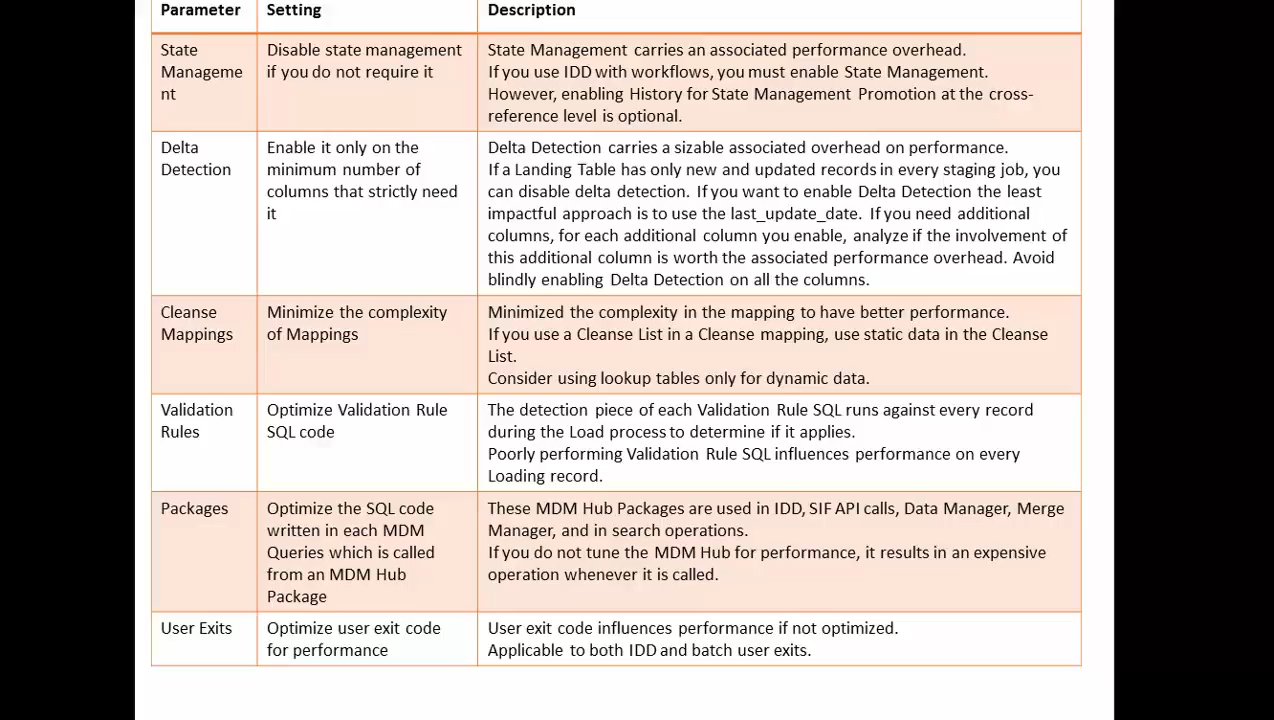 Parameter Setting Description
State Manageme nt
Disable state management
if you do not require it
State Management carries an associated performance overhead.
If you use IDD with workflows, you must enable State Management.
However, enabling History for State Management Promotion at the cross-
reference level is optional.
Delta
Detection
Enable it only on the
minimum number of
columns that strictly need
it
Delta Detection carries a sizable associated overhead on performance.
If a Landing Table has only new and updated records in every staging job, you
can disable delta detection. If you want to enable Delta Detection the least
impactful approach is to use the last_update_date. If you need additional
columns, for each additional column you enable, analyze if the involvement of
this additional column is worth the associated performance overhead. Avoid
blindly enabling Delta Detection on all the columns.
Cleanse
Mappings
Minimize the complexity
of Mappings
Minimized the complexity in the mapping to have better performance.
If you use a Cleanse List in a Cleanse mapping, use static data in the Cleanse
List.
Consider using lookup tables only for dynamic data.
Validation
Rules
Optimize Validation Rule
SQL code
The detection piece of each Validation Rule SQL runs against every record
during the Load process to determine if it applies.
Poorly performing Validation Rule SQL influences performance on every
Loading record.
Packages
Optimize the SQL code
written in each MDM
Queries which is called
from an MDM Hub
Package
These MDM Hub Packages are used in IDD, SIF API calls, Data Manager, Merge
Manager, and in search operations.
If you do not tune the MDM Hub for performance, it results in an expensive
operation whenever it is called.
User Exits
Optimize user exit code
for performance
User exit code influences performance if not optimized.
Applicable to both IDD and batch user exits.